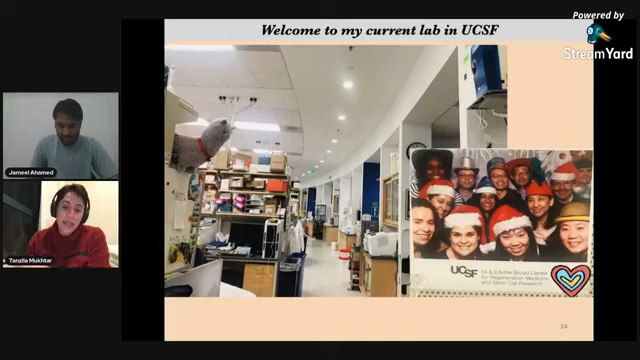 Powered by
StreamYard
Welcome to my current lab in UCSF
Jameel Ahamed
Tanzila Mukhtar
UCSF
Eli & Edythe Broad Center
for Regeneration Medicine
and Stem Cell Research
14